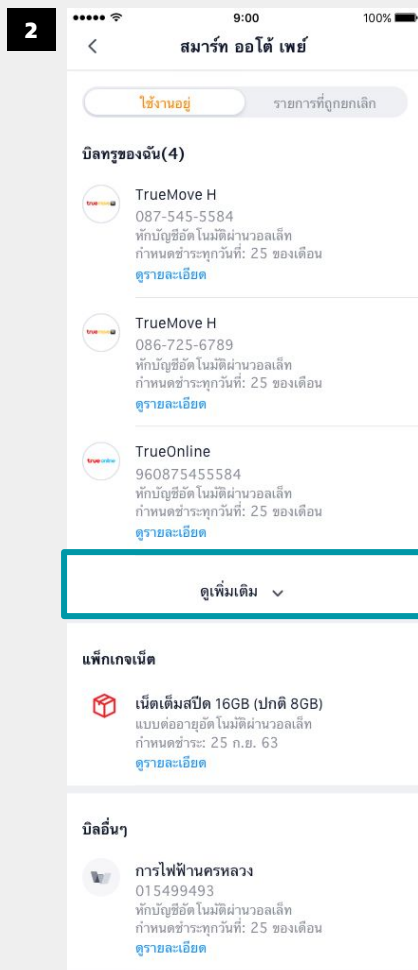 2
9:00
100%
สมาร์ท ออโต้ เพย์
ใช้งานอยู่
รายการที่ถูกยกเลิก
บิลทรูของฉัน(4)
TrueMove H
087-545-5584
หักบัญชีอัตโนมัติผ่านวอลเล็ท
กำหนดชำระทุกวันที่: 25 ของเดือน
ดูรายละเอียด
TrueMove H
086-725-6789
หักบัญชีอัตโนมัติผ่านวอลเล็ท
กำหนดชำระทุกวันที่: 25 ของเดือน
ดูรายละเอียด
true online
TrueOnline
960875455584
หักบัญชีอัตโนมัติผ่านวอลเล็ท
กำหนดชำระทุกวันที่: 25 ของเดือน
ดูรายละเอียด
ดูเพิ่มเติม
แพ็กเกจเน็ต
เน็ตเต็มสปีด 16GB (ปกติ 8GB)
แบบต่ออายุอัตโนมัติผ่านวอลเล็ท
กำหนดชำระ: 25 ก.ย. 63
ดูรายละเอียด
บิลอื่นๆ
การไฟฟ้านครหลวง
015499493
หักบัญชีอัตโนมัติผ่านวอลเล็ท
กำหนดชำระทุกวันที่: 25 ของเดือน
ดูรายละเอียด